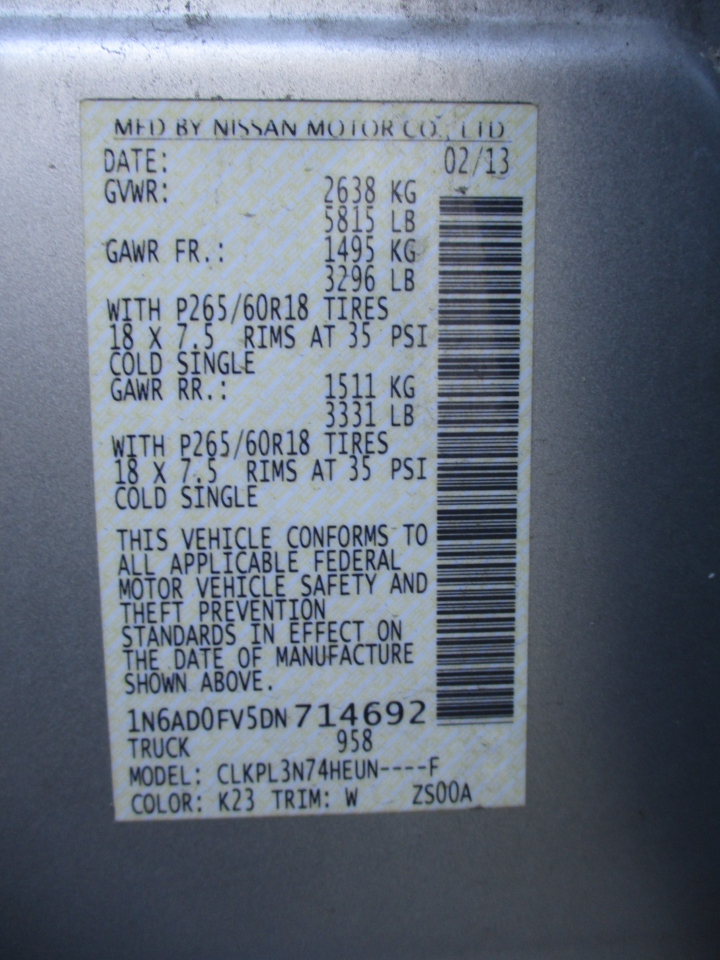 MFD BY NISSAN MOTOR CO., LTD
DATE: 02/13
GVWR: 2638 KG
5815 LB
GAWR FR.: 1495 KG
3296 LB
WITH P265/60R18 TIRES
18 X 7.5 RIMS AT 35 PSI
COLD SINGLE
GAWR RR.: 1511 KG
3331 LB
WITH P265/60R18 TIRES
18 X 7.5 RIMS AT 35 PSI
COLD SINGLE
THIS VEHICLE CONFORMS TO
ALL APPLICABLE FEDERAL
MOTOR VEHICLE SAFETY AND
THEFT PREVENTION
STANDARDS IN EFFECT ON
THE DATE OF MANUFACTURE
SHOWN ABOVE.
1N6AD0FV5DN714692
TRUCK 958
MODEL: CLKPL3N74HEUN----F
COLOR: K23 TRIM: W ZS00A